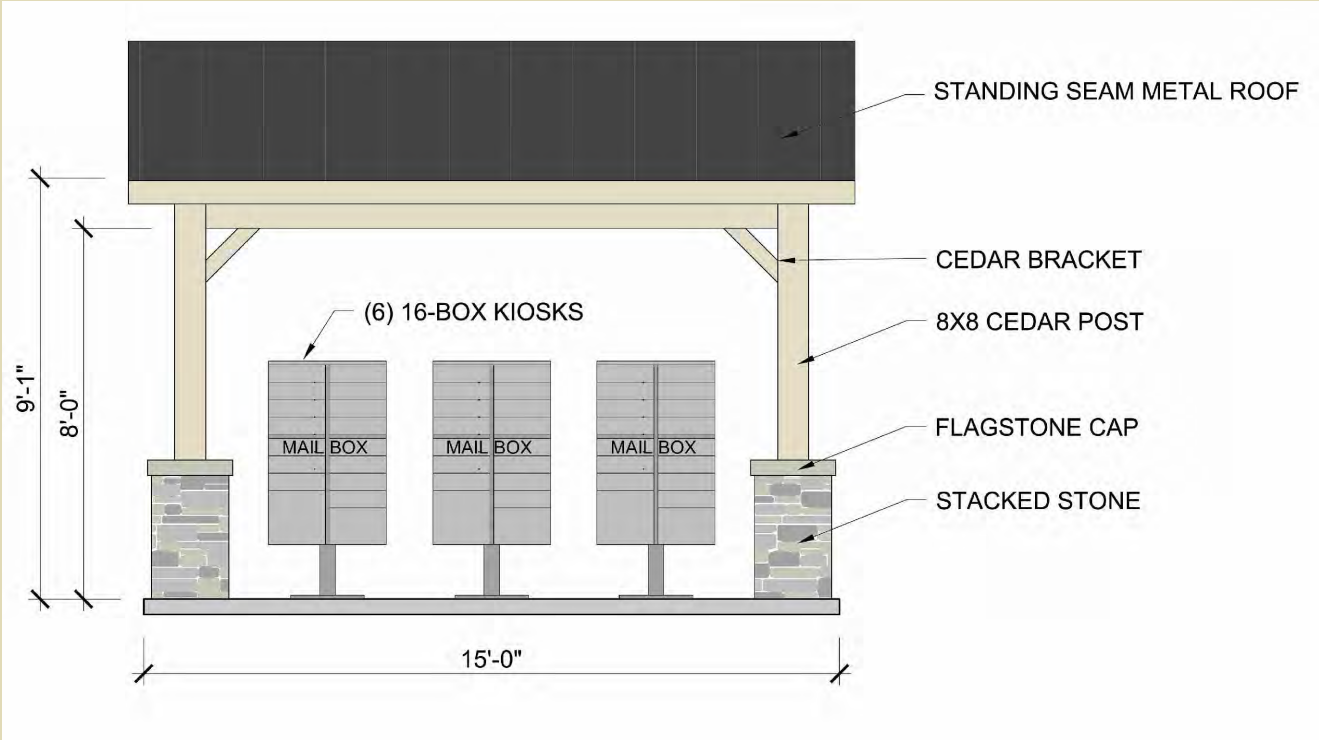 STANDING SEAM METAL ROOF
CEDAR BRACKET
(6) 16-BOX KIOSKS
8X8 CEDAR POST
9'-1"
8'-0"
FLAGSTONE CAP
MAIL BOX
MAIL BOX
MAIL BOX
STACKED STONE
15'-0"